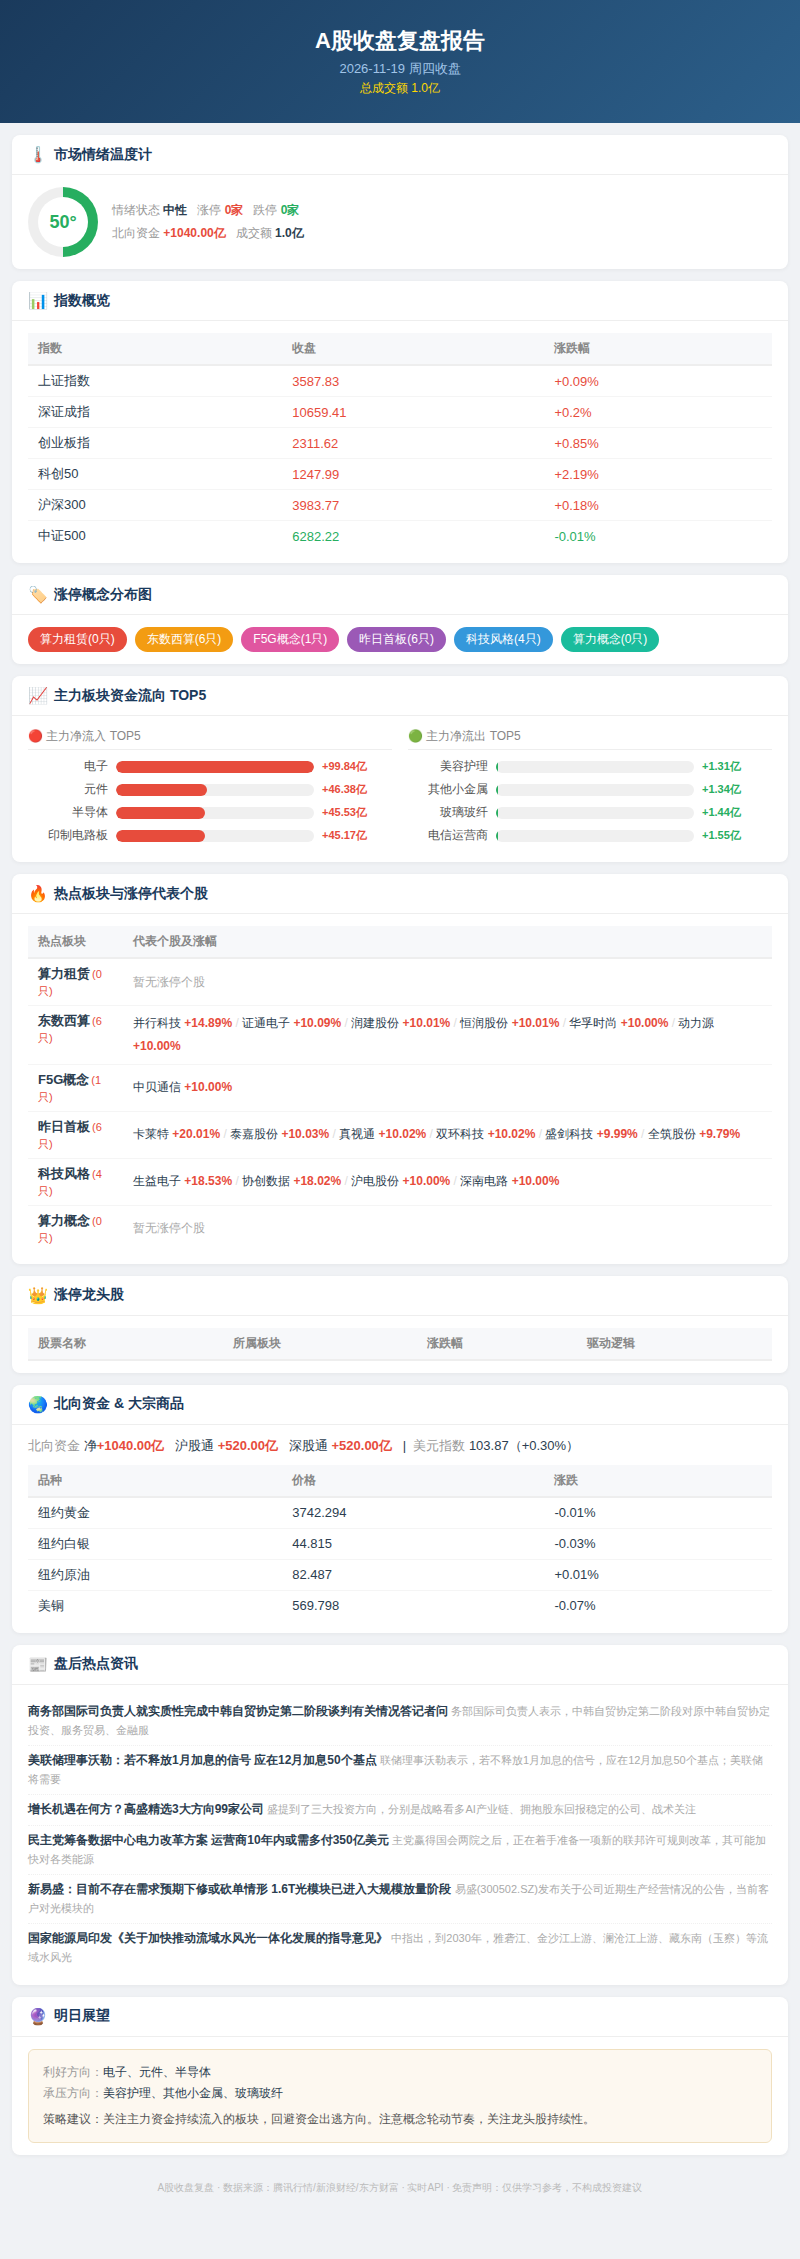 A股收盘复盘报告
2026-11-19 周四收盘
总成交额 1.0亿
市场情绪温度计
50°
情绪状态 中性 涨停 0家 跌停 0家
北向资金 +1040.00亿 成交额 1.0亿
指数概览
指数 收盘 涨跌幅
上证指数 3587.83 +0.09%
深证成指 10659.41 +0.2%
创业板指 2311.62 +0.85%
科创50 1247.99 +2.19%
沪深300 3983.77 +0.18%
中证500 6282.22 -0.01%
涨停概念分布图
算力租赁(0只) 东数西算(6只) F5G概念(1只) 昨日首板(6只) 科技风格(4只) 算力概念(0只)
主力板块资金流向 TOP5
主力净流入 TOP5
电子 +99.84亿
元件 +46.38亿
半导体 +45.53亿
印制电路板 +45.17亿
主力净流出 TOP5
美容护理 +1.31亿
其他小金属 +1.34亿
玻璃玻纤 +1.44亿
电信运营商 +1.55亿
热点板块与涨停代表个股
热点板块 代表个股及涨幅
算力租赁 (0
只)
暂无涨停个股
东数西算 (6
只)
并行科技 +14.89% / 证通电子 +10.09% / 润建股份 +10.01% / 恒润股份 +10.01% / 华孚时尚 +10.00% / 动力源
+10.00%
F5G概念 (1
只)
中贝通信 +10.00%
昨日首板 (6
只)
卡莱特 +20.01% / 泰嘉股份 +10.03% / 真视通 +10.02% / 双环科技 +10.02% / 盛剑科技 +9.99% / 全筑股份 +9.79%
科技风格 (4
只)
生益电子 +18.53% / 协创数据 +18.02% / 沪电股份 +10.00% / 深南电路 +10.00%
算力概念 (0
只)
暂无涨停个股
涨停龙头股
股票名称 所属板块 涨跌幅 驱动逻辑
北向资金 & 大宗商品
北向资金 净+1040.00亿 沪股通 +520.00亿 深股通 +520.00亿 | 美元指数 103.87（+0.30%）
品种 价格 涨跌
纽约黄金 3742.294 -0.01%
纽约白银 44.815 -0.03%
纽约原油 82.487 +0.01%
美铜 569.798 -0.07%
盘后热点资讯
商务部国际司负责人就实质性完成中韩自贸协定第二阶段谈判有关情况答记者问 务部国际司负责人表示，中韩自贸协定第二阶段对原中韩自贸协定
投资、服务贸易、金融服
美联储理事沃勒：若不释放1月加息的信号 应在12月加息50个基点 联储理事沃勒表示，若不释放1月加息的信号，应在12月加息50个基点；美联储
将需要
增长机遇在何方？高盛精选3大方向99家公司 盛提到了三大投资方向，分别是战略看多AI产业链、拥抱股东回报稳定的公司、战术关注
民主党筹备数据中心电力改革方案 运营商10年内或需多付350亿美元 主党赢得国会两院之后，正在着手准备一项新的联邦许可规则改革，其可能加
快对各类能源
新易盛：目前不存在需求预期下修或砍单情形 1.6T光模块已进入大规模放量阶段 易盛(300502.SZ)发布关于公司近期生产经营情况的公告，当前客
户对光模块的
国家能源局印发《关于加快推动流域水风光一体化发展的指导意见》 中指出，到2030年，雅砻江、金沙江上游、澜沧江上游、藏东南（玉察）等流
域水风光
明日展望
利好方向：电子、元件、半导体
承压方向：美容护理、其他小金属、玻璃玻纤
策略建议：关注主力资金持续流入的板块，回避资金出逃方向。注意概念轮动节奏，关注龙头股持续性。
A股收盘复盘 · 数据来源：腾讯行情/新浪财经/东方财富 · 实时API · 免责声明：仅供学习参考，不构成投资建议